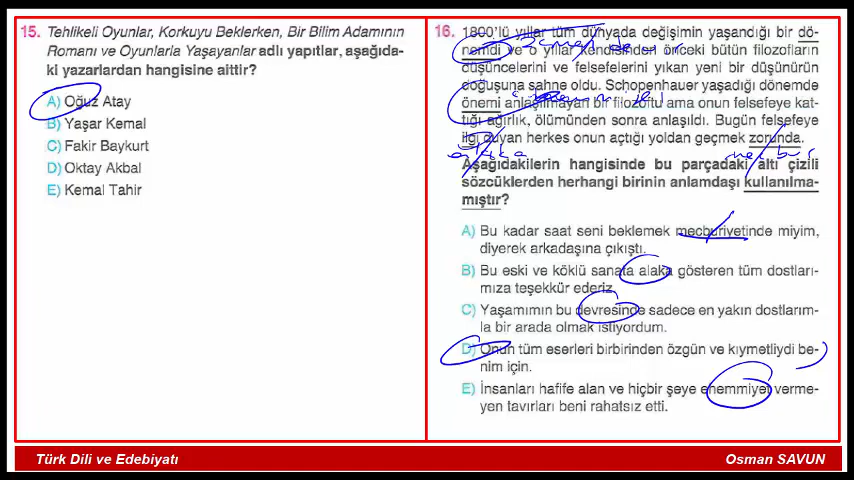 15. Tehlikeli Oyunlar, Korkuyu Beklerken, Bir Bilim Adamının
Romanı ve Oyunlarla Yaşayanlar adlı yapıtlar, aşağıda-
ki yazarlardan hangisine aittir?
A) Oğuz Atay
B) Yaşar Kemal
C) Fakir Baykurt
D) Oktay Akbal
E) Kemal Tahir
16. 1800'lü yıllar tüm dünyada değişimin yaşandığı bir dö-
nemdi ve o yıllar kendisinden önceki bütün filozofların
düşüncelerini ve felsefelerini yıkan yeni bir düşünürün
doğuşuna sahne oldu. Schopenhauer yaşadığı dönemde
önemi anlaşılmayan bir filozoftu ama onun felsefeye kat-
tığı ağırlık, ölümünden sonra anlaşıldı. Bugün felsefeye
ilgi duyan herkes onun açtığı yoldan geçmek zorunda.
alaka mecbur
Aşağıdakilerin hangisinde bu parçadaki altı çizili
sözcüklerden herhangi birinin anlamdaşı kullanılma-
mıştır?
A) Bu kadar saat seni beklemek mecburiyetinde miyim,
diyerek arkadaşına çıkıştı.
B) Bu eski ve köklü sanata alaka gösteren tüm dostları-
mıza teşekkür ederiz.
C) Yaşamımın bu devresinde sadece en yakın dostlarım-
la bir arada olmak istiyordum.
D) Onun tüm eserleri birbirinden özgün ve kıymetliydi be-
nim için.
E) İnsanları hafife alan ve hiçbir şeye ehemmiyet verme-
yen tavırları beni rahatsız etti.
Türk Dili ve Edebiyatı
Osman SAVUN